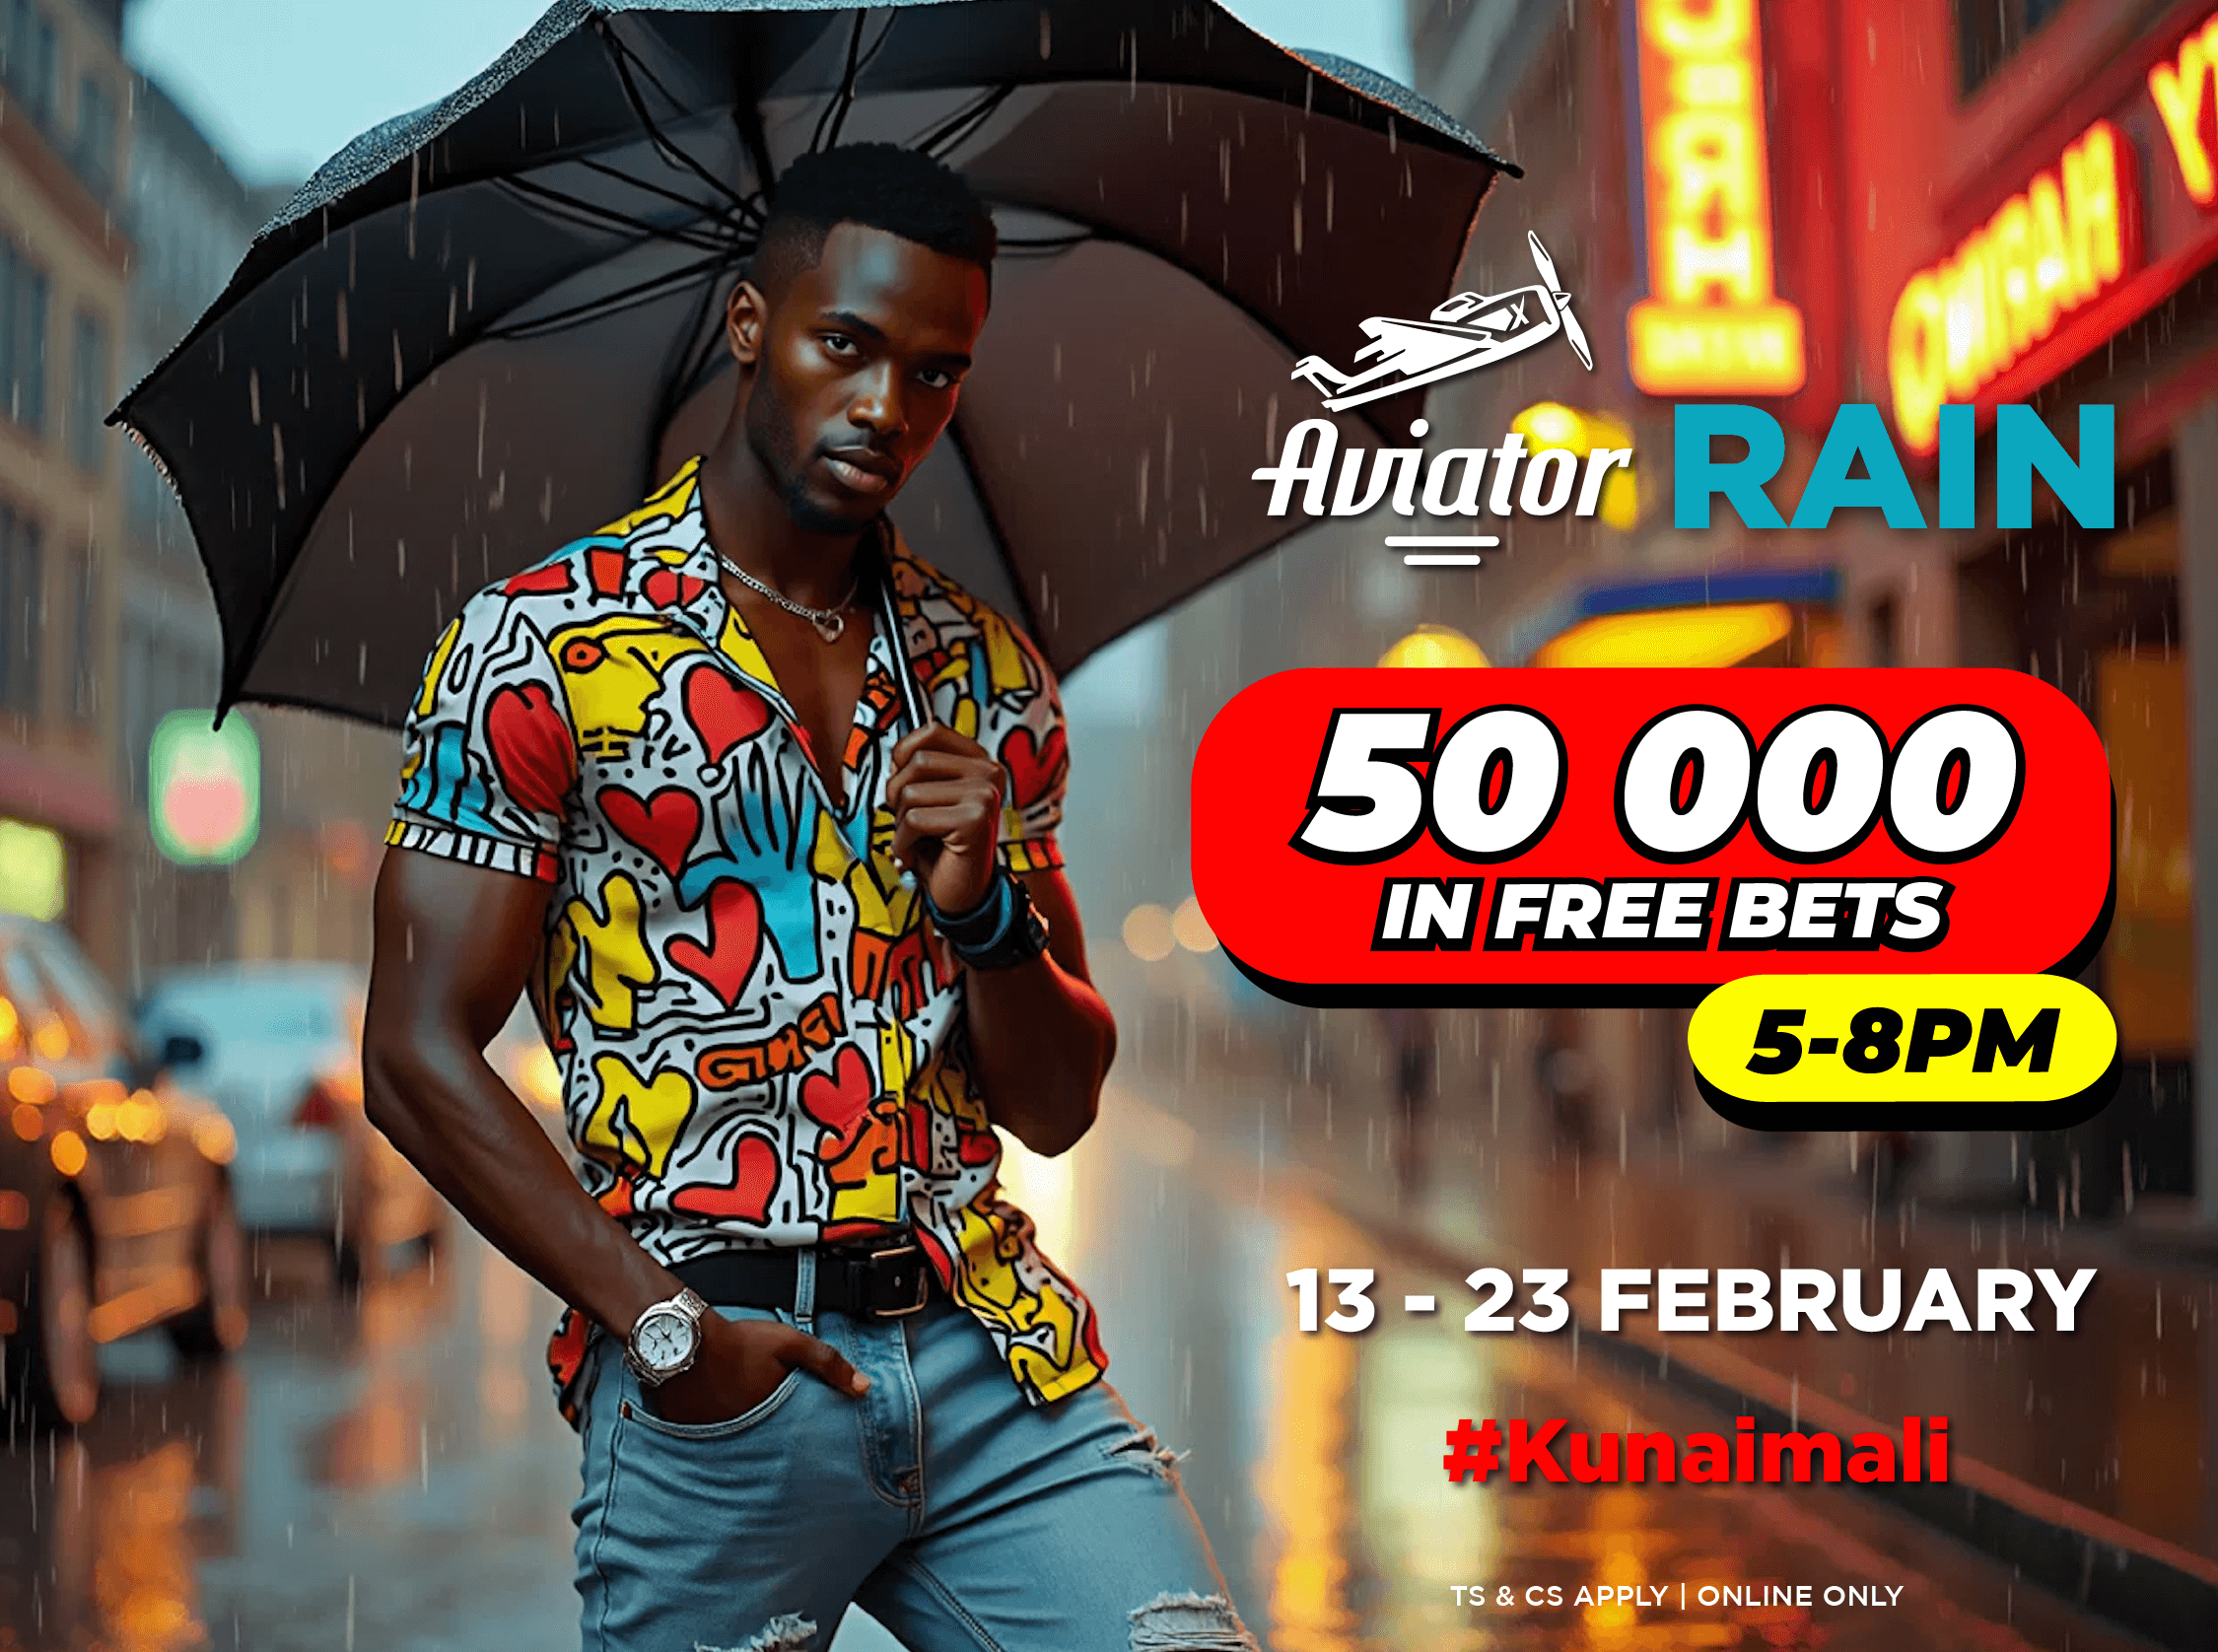 Aviator RAIN
50 000
IN FREE BETS
5-8PM
13 - 23 FEBRUARY
#Kunaimali
TS & CS APPLY | ONLINE ONLY